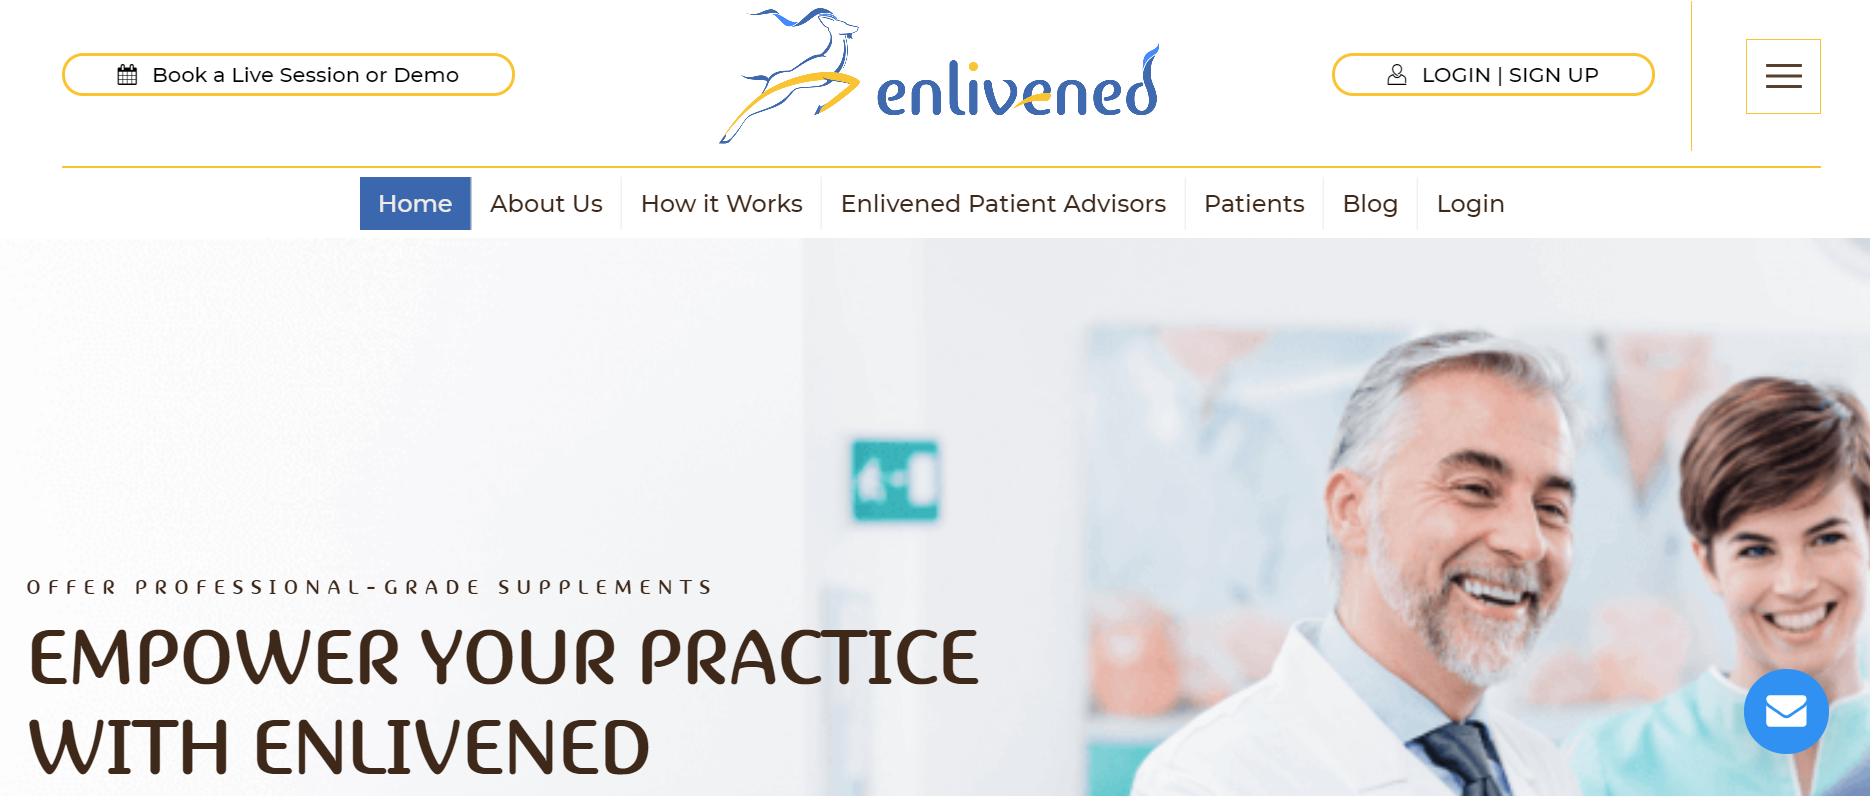 Book a Live Session or Demo
enlivened
LOGIN | SIGN UP
Home
About Us
How it Works
Enlivened Patient Advisors
Patients
Blog
Login
OFFER PROFESSIONAL-GRADE SUPPLEMENTS
EMPOWER YOUR PRACTICE
WITH ENLIVENED